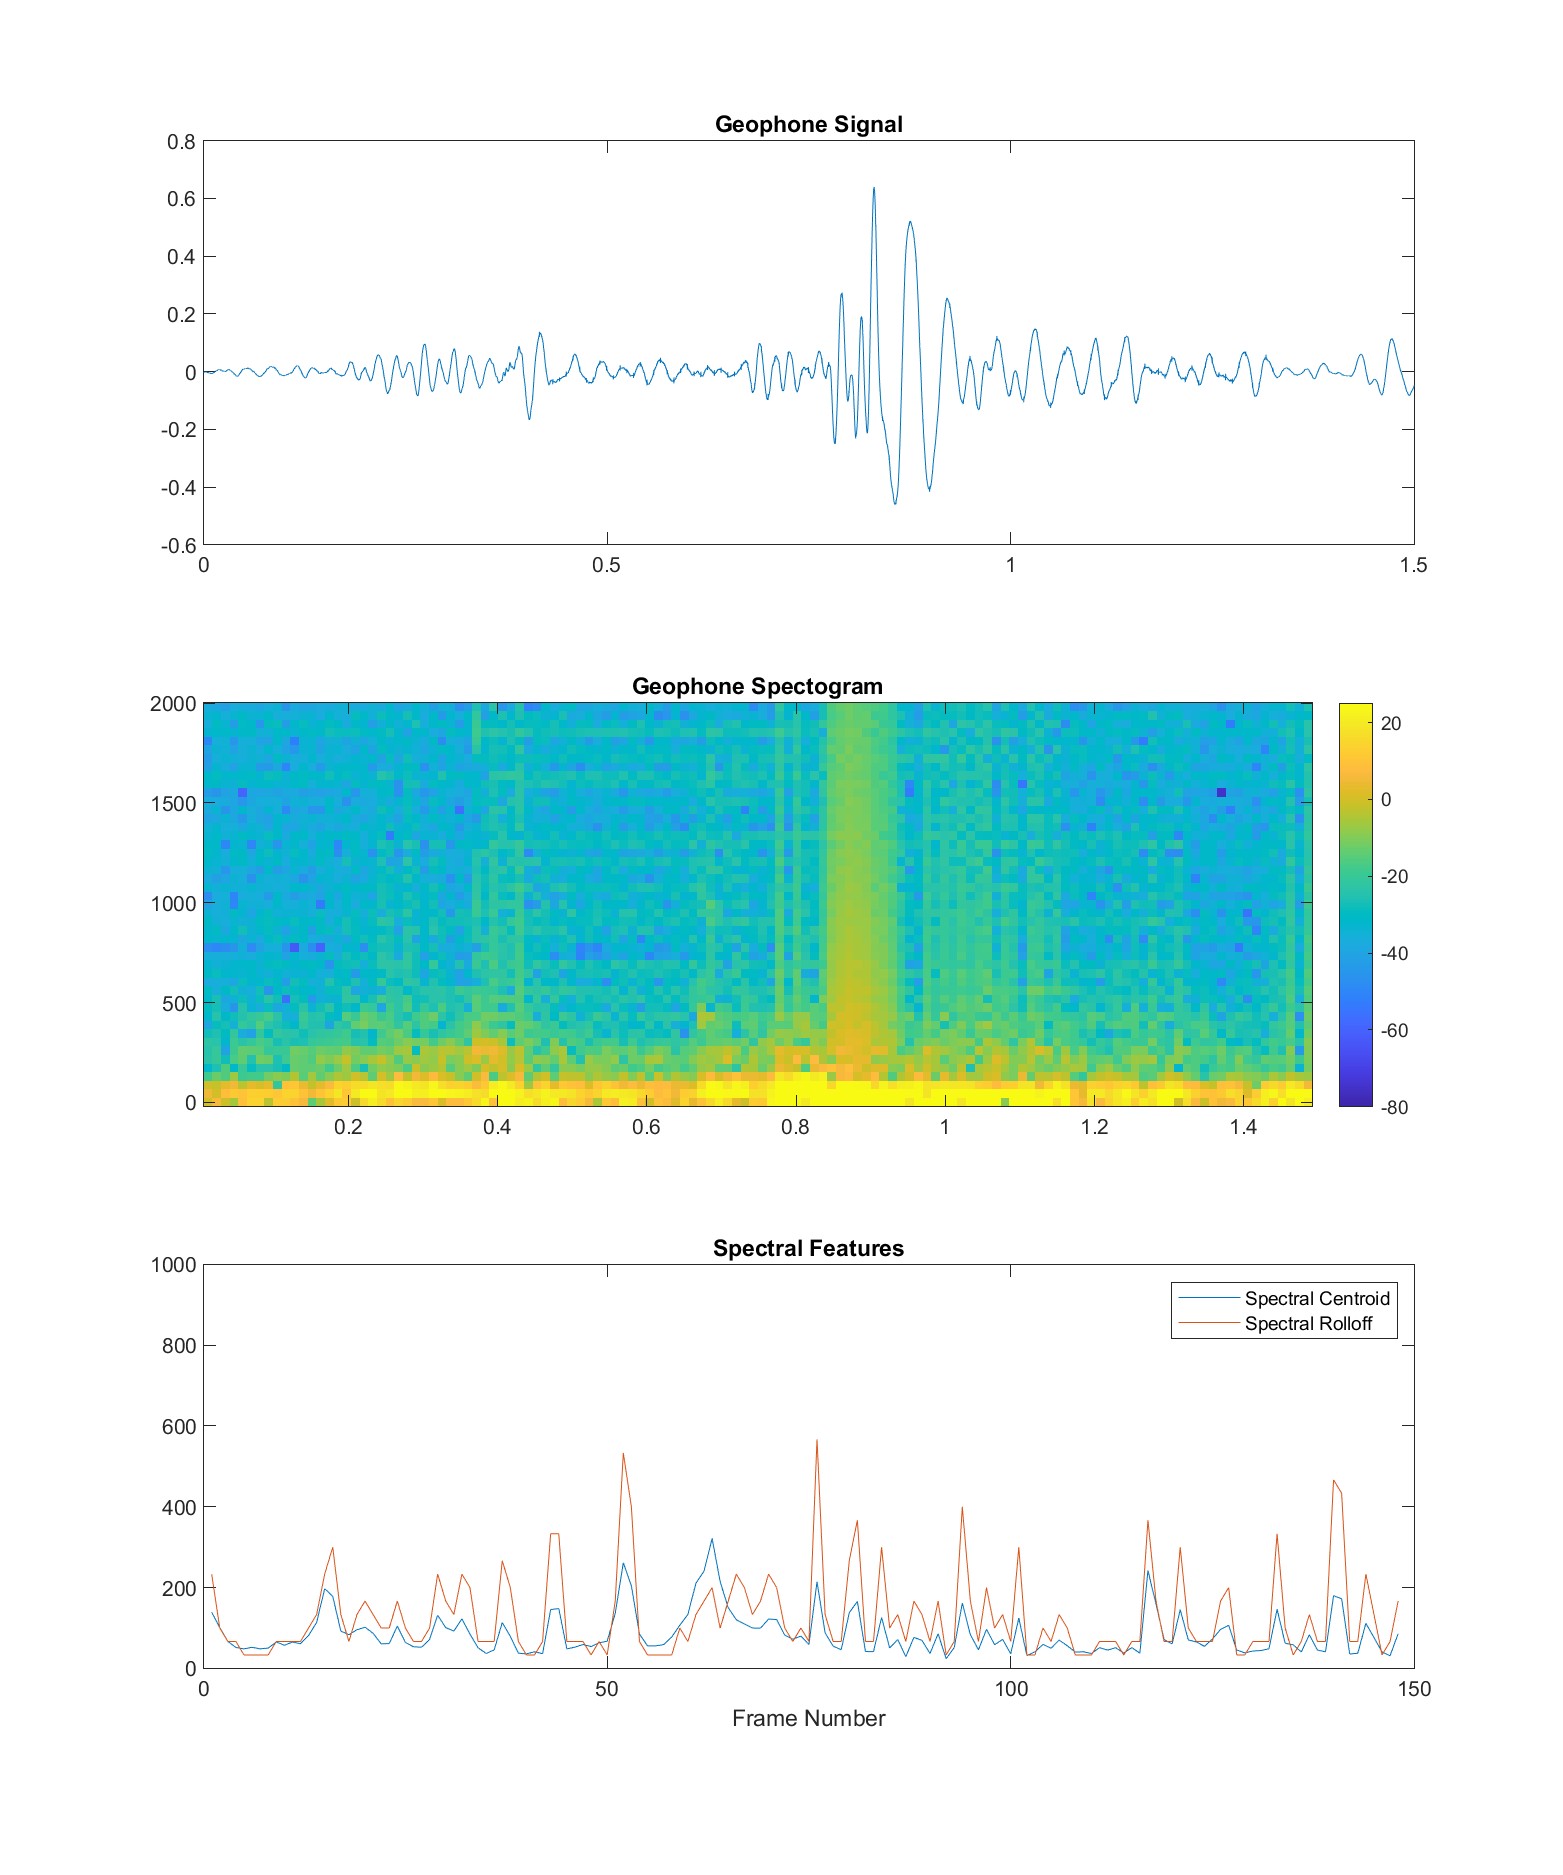 Geophone Signal
0.8
0.6
0.4
0.2
0
-0.2
-0.4
-0.6
0 0.5 1 1.5
Geophone Spectogram
2000
1500
1000
500
0
0.2 0.4 0.6 0.8 1 1.2 1.4
20
0
-20
-40
-60
-80
Spectral Features
1000
800
600
400
200
0
Spectral Centroid
Spectral Rolloff
0 50 100 150
Frame Number